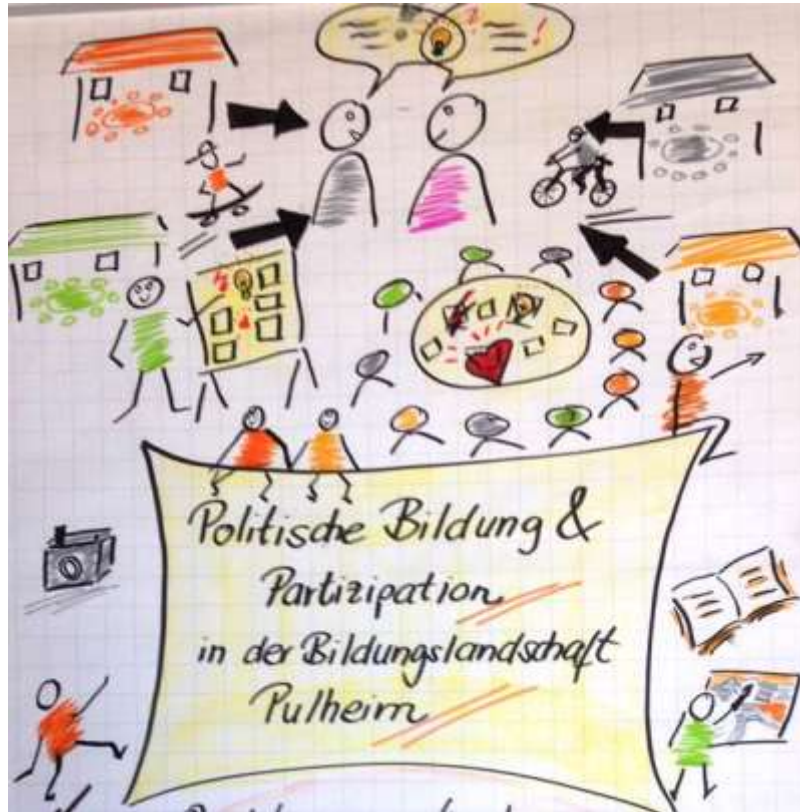 Politische Bildung &
Partizipation
in der Bildungslandschaft
Pulheim